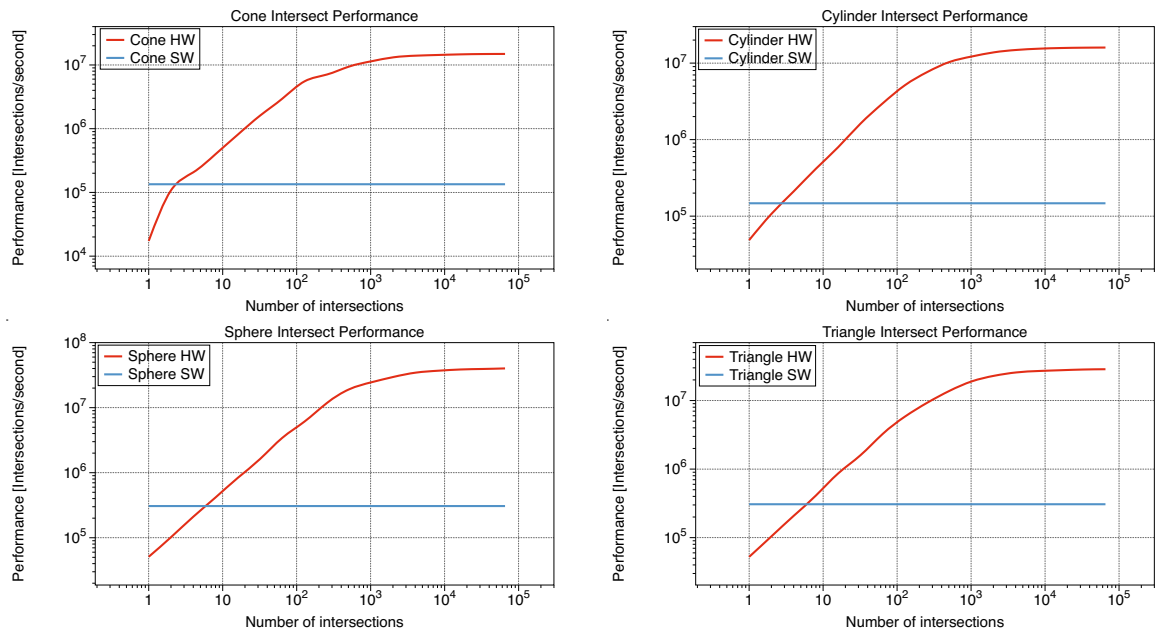 Cone Intersect Performance
Performance [Intersections/second]
Cone HW
Cone SW
10^7
10^6
10^5
10^4
1
10
10^2
10^3
10^4
10^5
Number of intersections
Cylinder Intersect Performance
Performance [Intersections/second]
Cylinder HW
Cylinder SW
10^7
10^6
10^5
1
10
10^2
10^3
10^4
10^5
Number of intersections
Sphere Intersect Performance
Performance [Intersections/second]
Sphere HW
Sphere SW
10^8
10^7
10^6
10^5
1
10
10^2
10^3
10^4
10^5
Number of intersections
Triangle Intersect Performance
Performance [Intersections/second]
Triangle HW
Triangle SW
10^7
10^6
10^5
1
10
10^2
10^3
10^4
10^5
Number of intersections